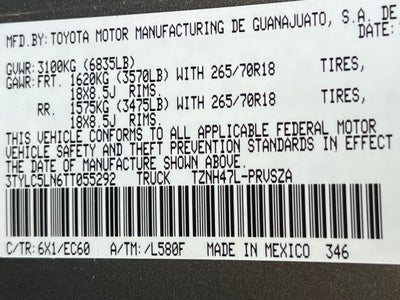 MFD.BY: TOYOTA MOTOR MANUFACTURING DE GUANAJUATO, S.A. DE
DATE:
GVWR: 3100KG (6835LB)
GAWR: FRT. 1620KG (3570LB) WITH 265/70R18 TIRES,
18X8.5J RIMS.
RR. 1575KG (3475LB) WITH 265/70R18 TIRES,
18X8.5J RIMS.
THIS VEHICLE CONFORMS TO ALL APPLICABLE FEDERAL MOTOR
VEHICLE SAFETY AND THEFT PREVENTION STANDARDS IN EFFECT
THE DATE OF MANUFACTURE SHOWN ABOVE.
3TYLC5LN6TT055292 TRUCK TZNH47L-PRVSZA
C/TR: 6X1/EC60 A/TM: /L580F MADE IN MEXICO 346